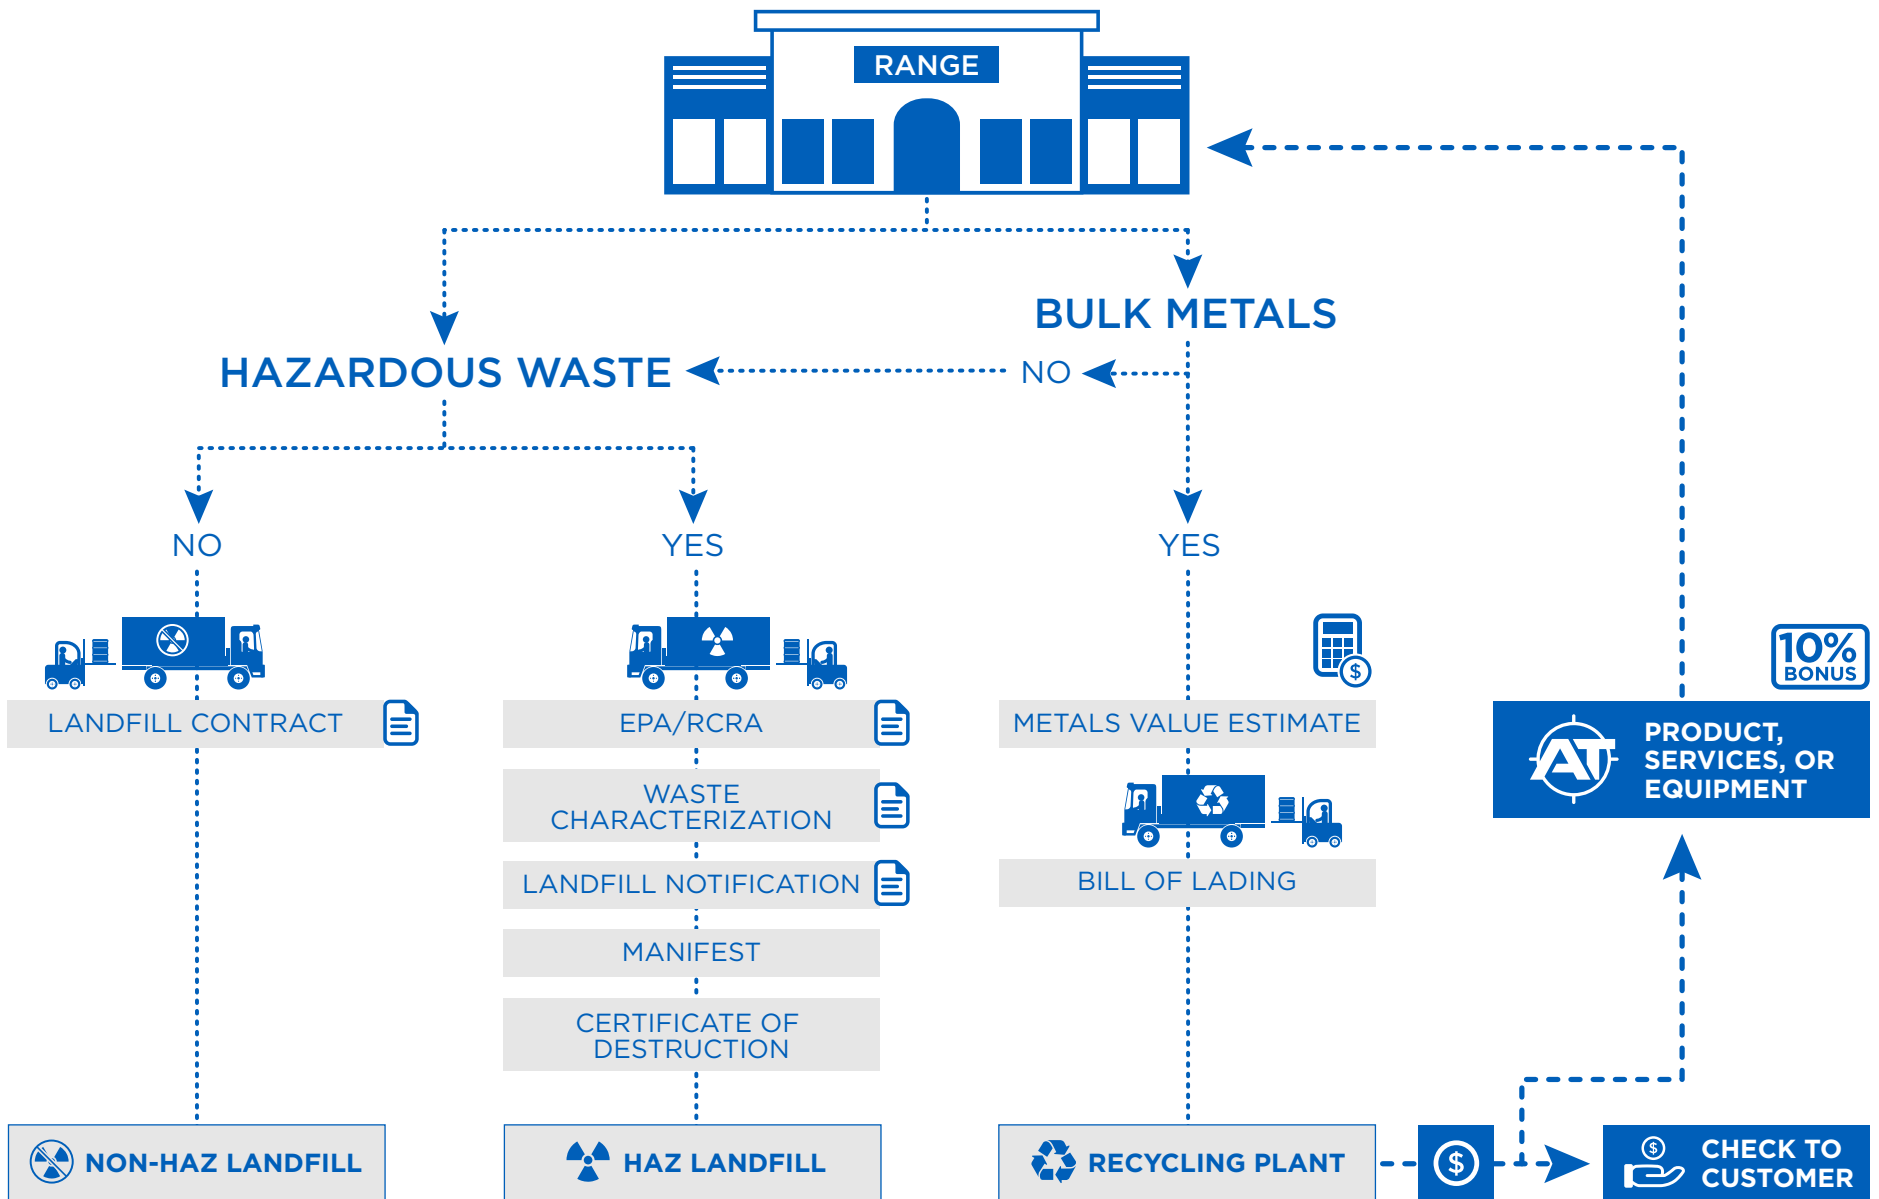 RANGE
BULK METALS
HAZARDOUS WASTE
NO
NO
YES
YES
10%
BONUS
LANDFILL CONTRACT
EPA/RCRA
METALS VALUE ESTIMATE
$
AT
PRODUCT,
SERVICES, OR
EQUIPMENT
WASTE
CHARACTERIZATION
LANDFILL NOTIFICATION
BILL OF LADING
MANIFEST
CERTIFICATE OF
DESTRUCTION
NON-HAZ LANDFILL
HAZ LANDFILL
RECYCLING PLANT
$
$
CHECK TO
CUSTOMER